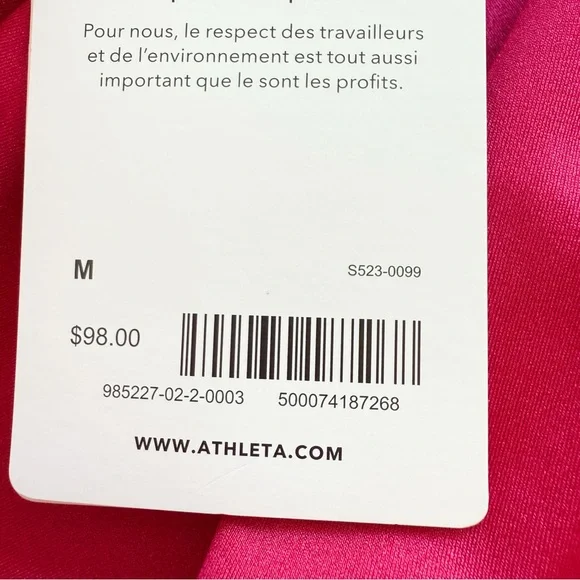 Pour nous, le respect des travailleurs
et de l'environnement est tout aussi
important que le sont les profits.
M
S523-0099
$98.00
985227-02-2-0003 500074187268
WWW.ATHLETA.COM